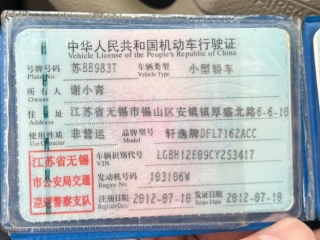 中华人民共和国机动车行驶证
Vehicle License of the People's Republic of China
号牌号码 苏BB983T 车辆类型 小型轿车
Plate No. Vehicle Type
所有人 谢小青
Owner
住址 江苏省无锡市锡山区安镇镇厚盛北路6-6-10
Address
使用性质 非营运 品牌型号 轩逸牌DFL7162ACC
Use Character Model
江苏省无锡
市公安局交通
巡逻警察支队
车辆识别代号 LGBH12E09CY253417
VIN
发动机号码 103106W
Engine No.
注册日期 2012-07-10 发证日期 2012-07-10
Register Date Issue Date